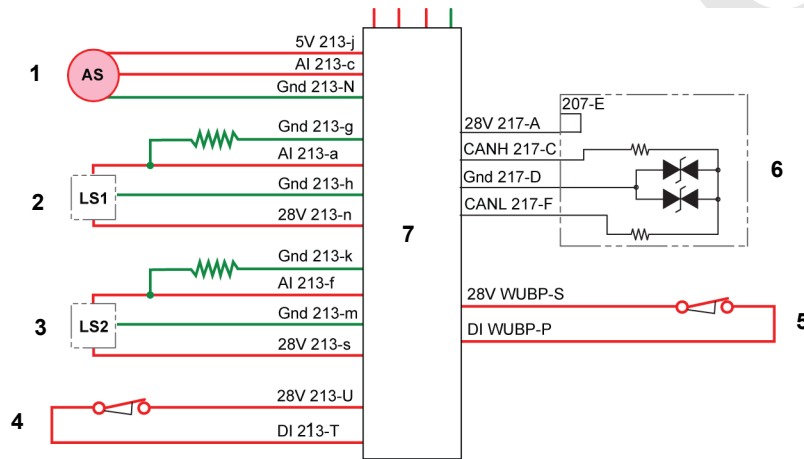 5V 213-j
1
AS
AI 213-c
Gnd 213-N
Gnd 213-g
AI 213-a
2
LS1
Gnd 213-h
28V 213-n
Gnd 213-k
AI 213-f
3
LS2
Gnd 213-m
28V 213-s
4
28V 213-U
DI 213-T
7
207-E
28V 217-A
CANH 217-C
6
Gnd 217-D
CANL 217-F
28V WUBP-S
5
DI WUBP-P